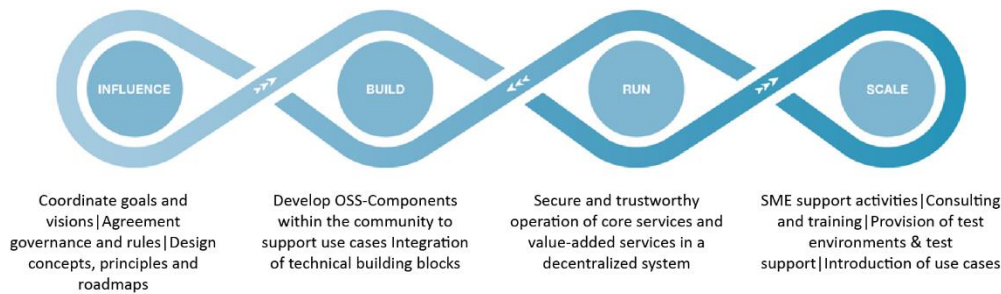 INFLUENCE
BUILD
RUN
SCALE
Coordinate goals and
visions|Agreement
governance and rules|Design
concepts, principles and
roadmaps
Develop OSS-Components
within the community to
support use cases Integration
of technical building blocks
Secure and trustworthy
operation of core services and
value-added services in a
decentralized system
SME support activities|Consulting
and training|Provision of test
environments & test
support|Introduction of use cases